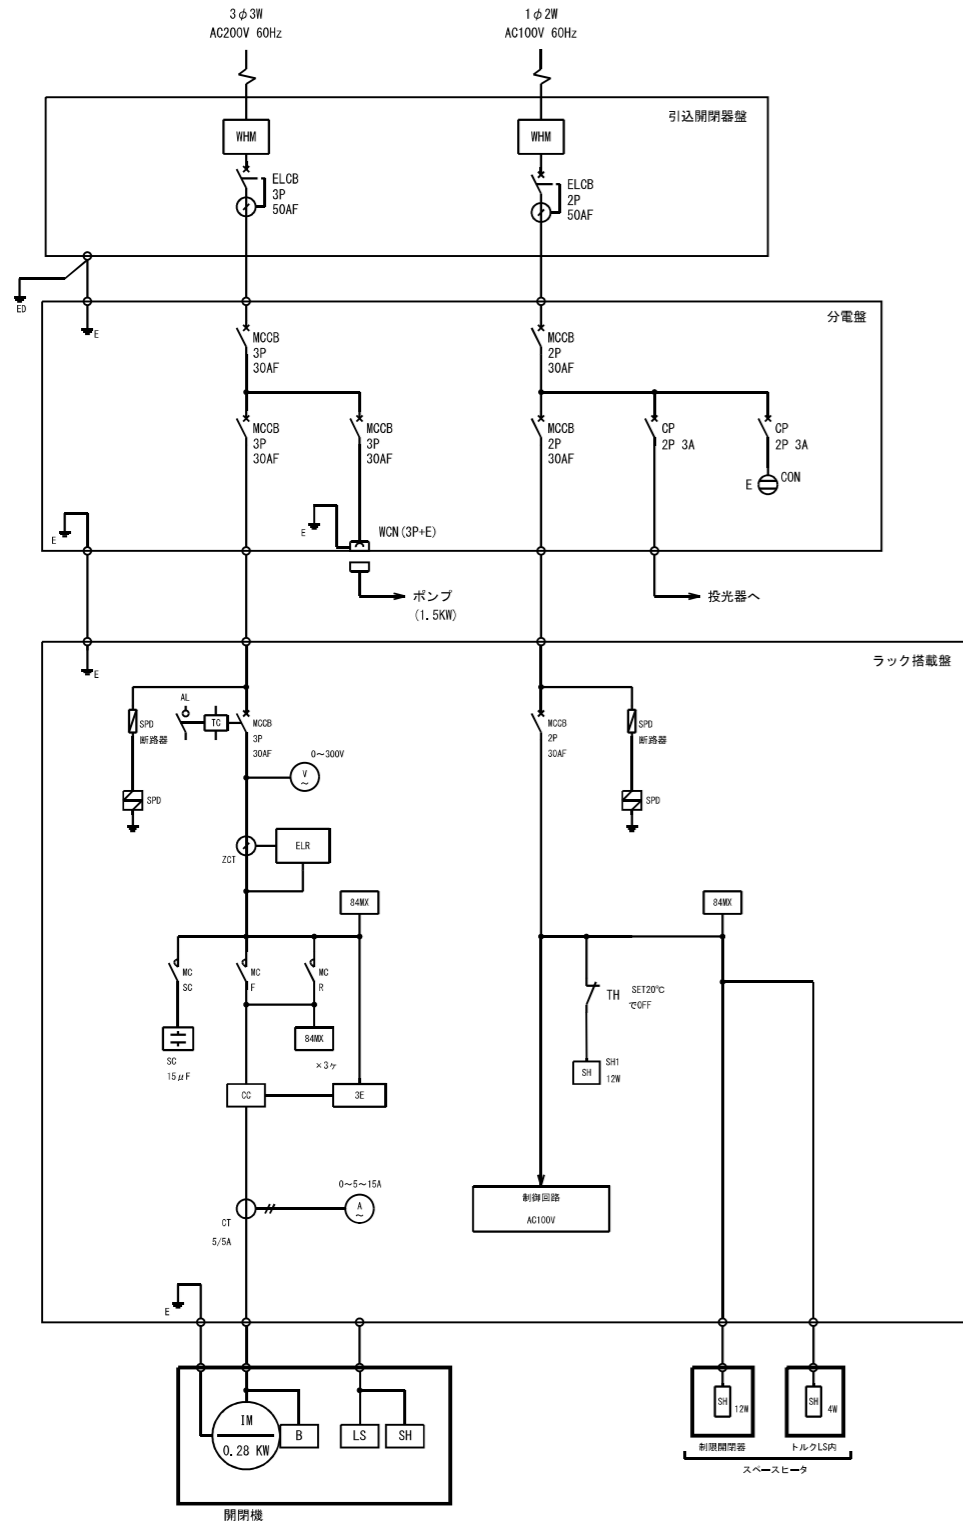 3φ3W
AC200V 60Hz
1φ2W
AC100V 60Hz
引込開閉器盤
WHM
WHM
ELCB
3P
50AF
ELCB
2P
50AF
ED
E
分電盤
MCCB
3P
30AF
MCCB
2P
30AF
MCCB
3P
30AF
MCCB
3P
30AF
MCCB
2P
30AF
CP
2P 3A
CP
2P 3A
E
CON
E
E
WCN(3P+E)
ポンプ
(1.5KW)
投光器へ
ラック搭載盤
E
AL
TC
SPD
断路器
MCCB
3P
30AF
MCCB
2P
30AF
SPD
断路器
0～300V
V
～
SPD
SPD
ZCT
ELR
84MX
84MX
MC
SC
MC
F
MC
R
TH
SET20℃
でOFF
84MX
×3ヶ
SC
15μF
SH
SH1
12W
CC
3E
0～5～15A
A
～
CT
5/5A
制御回路
AC100V
E
IM
0.28 KW
B
LS
SH
SH
12W
SH
4W
制限開閉器
トルクLS内
スペースヒータ
開閉機